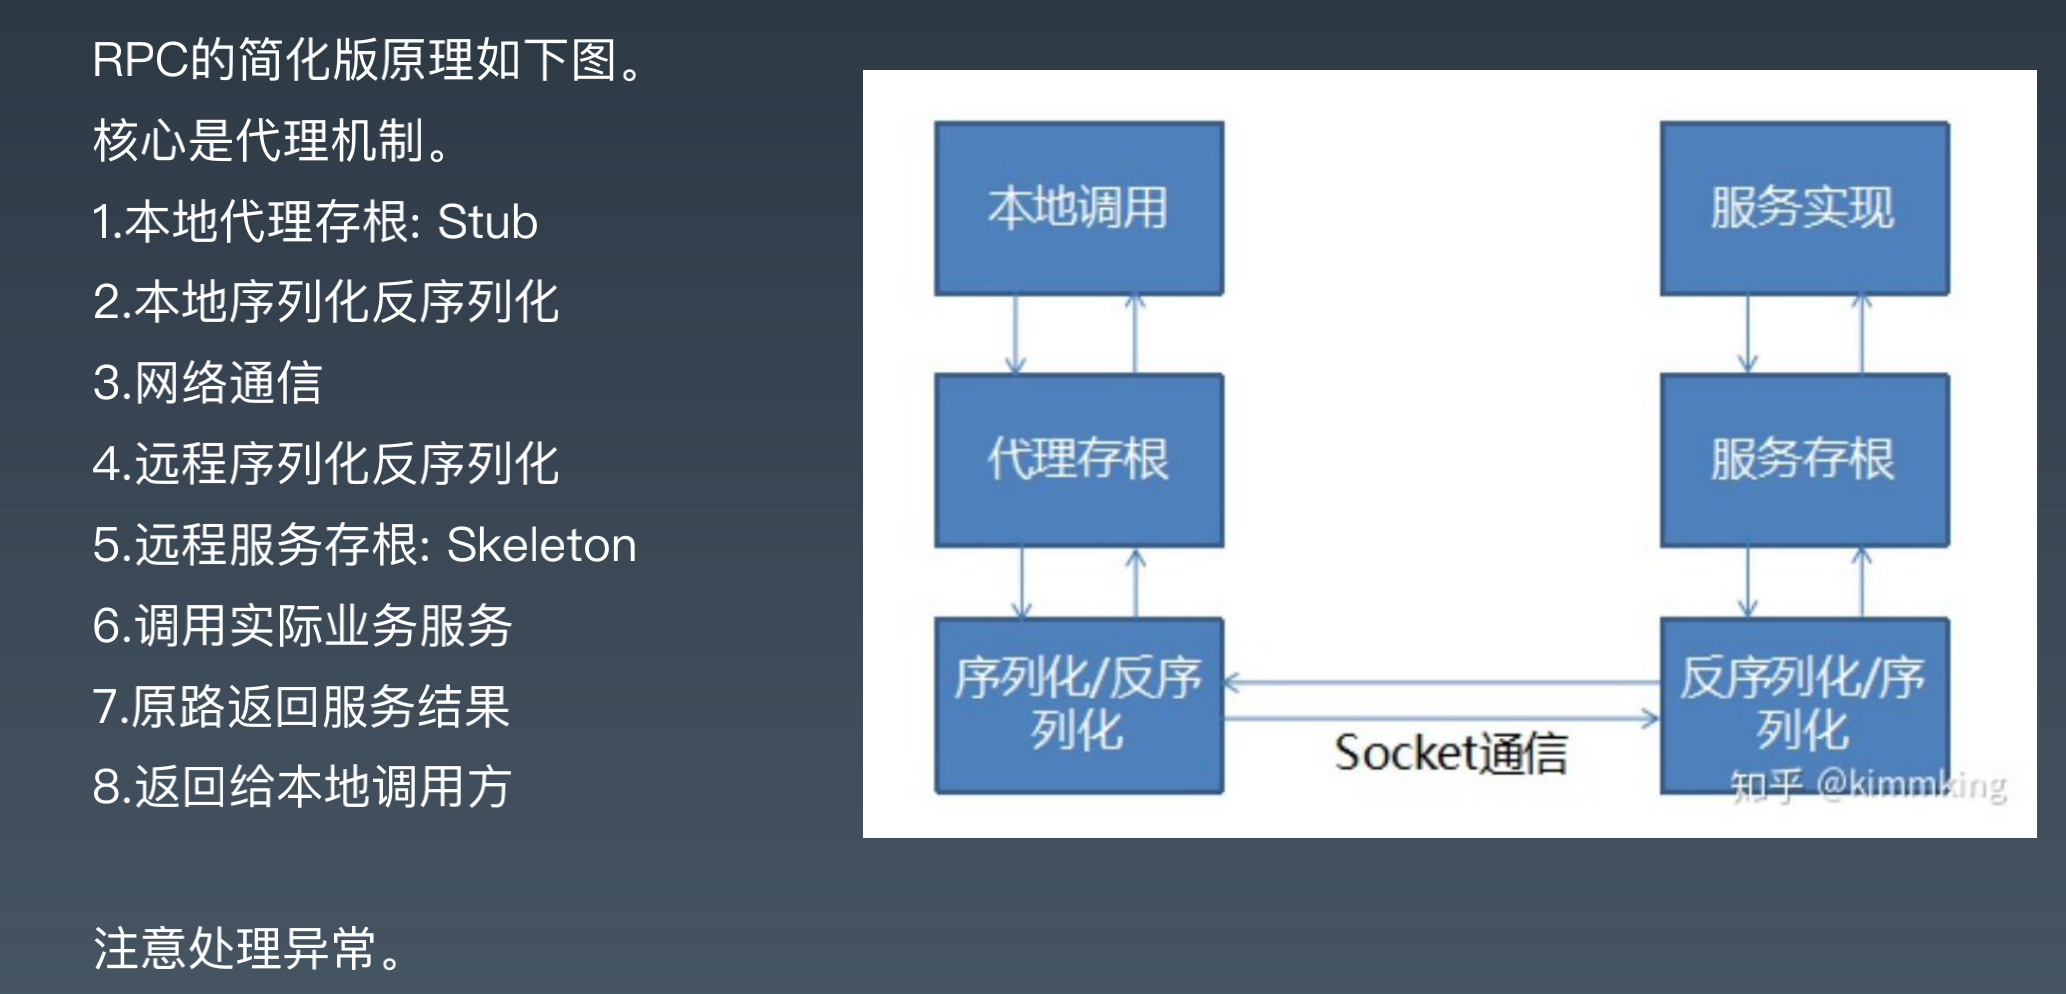 RPC的简化版原理如下图。
核心是代理机制。
1.本地代理存根: Stub
2.本地序列化反序列化
3.网络通信
4.远程序列化反序列化
5.远程服务存根: Skeleton
6.调用实际业务服务
7.原路返回服务结果
8.返回给本地调用方
注意处理异常。
本地调用
服务实现
代理存根
服务存根
序列化/反序
列化
反序列化/序
列化
Socket通信
知乎 @kimmking